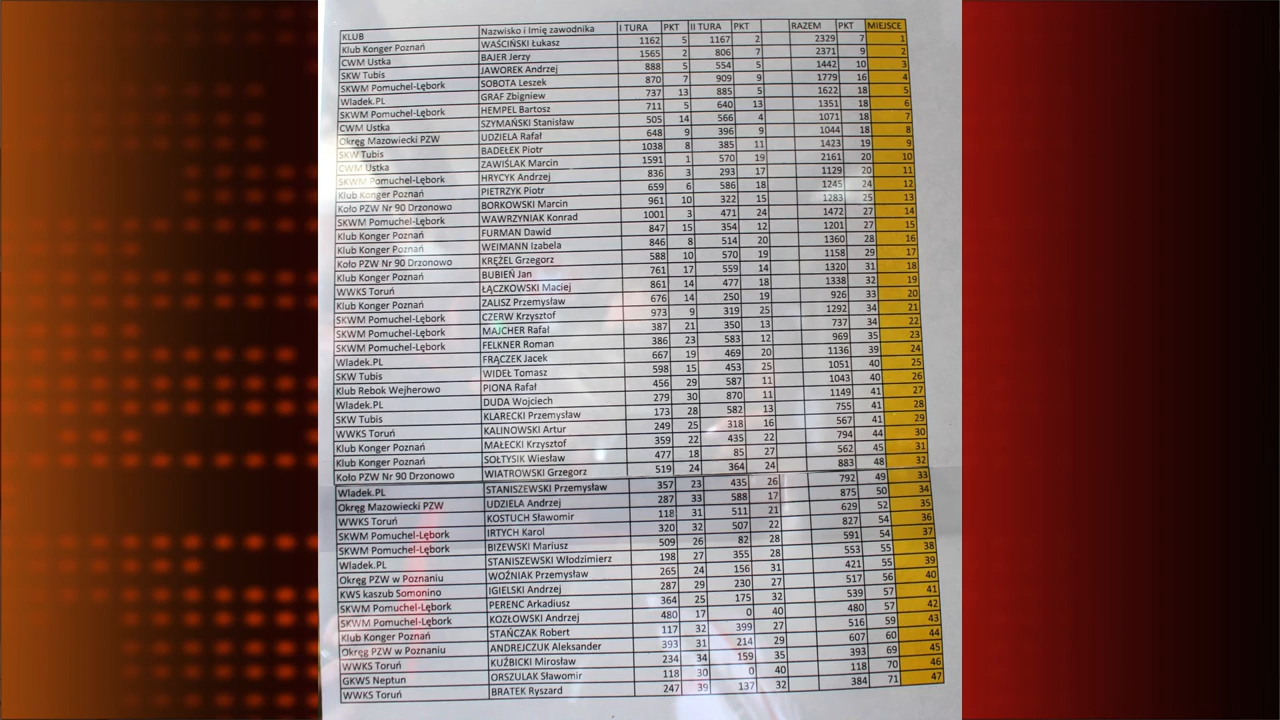 KLUB Nazwisko i Imię zawodnika I TURA PKT II TURA PKT RAZEM PKT MIEJSCE
Klub Konger Poznań WAŚCIŃSKI Łukasz 1162 5 1167 2 2329 7 1
CWM Ustka BAJER Jerzy 1565 2 806 7 2371 9 2
SKW Tubis JAWOREK Andrzej 888 5 554 5 1442 10 3
SKWM Pomuchel-Lębork SOBOTA Leszek 870 7 909 9 1779 16 4
Wladek.PL GRAF Zbigniew 737 13 885 5 1622 18 5
SKWM Pomuchel-Lębork HEMPEL Bartosz 711 5 640 13 1351 18 6
CWM Ustka SZYMAŃSKI Stanisław 505 14 566 4 1071 18 7
Okręg Mazowiecki PZW UDZIELA Rafał 648 9 396 9 1044 18 8
SKW Tubis BADEŁEK Piotr 1038 8 385 11 1423 19 9
CWM Ustka ZAWIŚLAK Marcin 1591 1 570 19 2161 20 10
SKWM Pomuchel-Lębork HRYCYK Andrzej 836 3 293 17 1129 20 11
Klub Konger Poznań PIETRZYK Piotr 659 6 586 18 1245 24 12
Koło PZW Nr 90 Drzonowo BORKOWSKI Marcin 961 10 322 15 1283 25 13
SKWM Pomuchel-Lębork WAWRZYNIAK Konrad 1001 3 471 24 1472 27 14
Klub Konger Poznań FURMAN Dawid 847 15 354 12 1201 27 15
Klub Konger Poznań WEIMANN Izabela 846 8 514 20 1360 28 16
Koło PZW Nr 90 Drzonowo KRĘŻEL Grzegorz 588 10 570 19 1158 29 17
Klub Konger Poznań BUBIEŃ Jan 761 17 559 14 1320 31 18
WWKS Toruń ŁĄCZKOWSKI Maciej 861 14 477 18 1338 32 19
Klub Konger Poznań ZALISZ Przemysław 676 14 250 19 926 33 20
SKWM Pomuchel-Lębork CZERW Krzysztof 973 9 319 25 1292 34 21
SKWM Pomuchel-Lębork MAJCHER Rafał 387 21 350 13 737 34 22
SKWM Pomuchel-Lębork FELKNER Roman 386 23 583 12 969 35 23
Wladek.PL FRĄCZEK Jacek 667 19 469 20 1136 39 24
SKW Tubis WIDEŁ Tomasz 598 15 453 25 1051 40 25
Klub Rebok Wejherowo PIONA Rafał 456 29 587 11 1043 40 26
Wladek.PL DUDA Wojciech 279 30 870 11 1149 41 27
SKW Tubis KLARECKI Przemysław 173 28 582 13 755 41 28
WWKS Toruń KALINOWSKI Artur 249 25 318 16 567 41 29
Klub Konger Poznań MAŁECKI Krzysztof 359 22 435 22 794 44 30
Klub Konger Poznań SOŁTYSIK Wiesław 477 18 85 27 562 45 31
Koło PZW Nr 90 Drzonowo WIATROWSKI Grzegorz 519 24 364 24 883 48 32
Wladek.PL STANISZEWSKI Przemysław 357 23 435 26 792 49 33
Okręg Mazowiecki PZW UDZIELA Andrzej 287 33 588 17 875 50 34
WWKS Toruń KOSTUCH Sławomir 118 31 511 21 629 52 35
SKWM Pomuchel-Lębork IRTYCH Karol 320 32 507 22 827 54 36
SKWM Pomuchel-Lębork BIZEWSKI Mariusz 509 26 82 28 591 54 37
Wladek.PL STANISZEWSKI Włodzimierz 198 27 355 28 553 55 38
Okręg PZW w Poznaniu WOŹNIAK Przemysław 265 24 156 31 421 55 39
KWS kaszub Somonino IGIELSKI Andrzej 287 29 230 27 517 56 40
SKWM Pomuchel-Lębork PERENC Arkadiusz 364 25 175 32 539 57 41
SKWM Pomuchel-Lębork KOZŁOWSKI Andrzej 480 17 0 40 480 57 42
Klub Konger Poznań STAŃCZAK Robert 117 32 399 27 516 59 43
Okręg PZW w Poznaniu ANDREJCZUK Aleksander 393 31 214 29 607 60 44
WWKS Toruń KUŹBICKI Mirosław 234 34 159 35 393 69 45
GKWS Neptun ORSZULAK Sławomir 118 30 0 40 118 70 46
WWKS Toruń BRATEK Ryszard 247 39 137 32 384 71 47